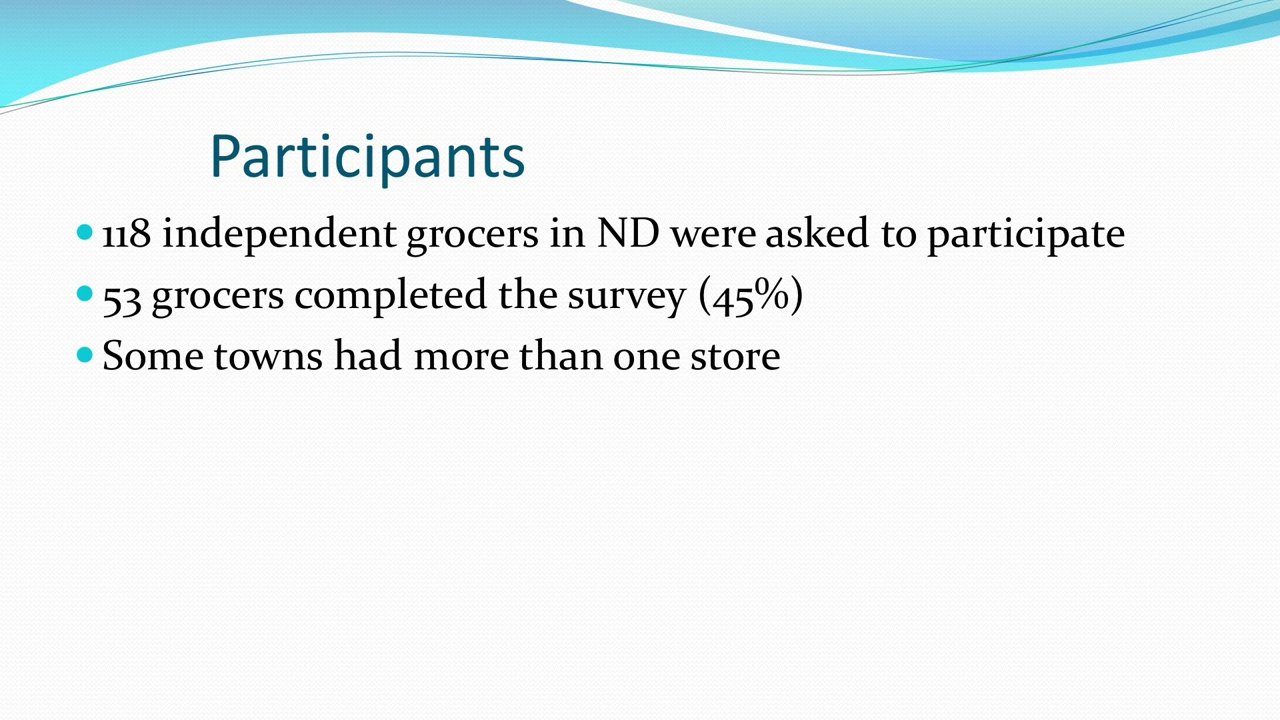 Participants
• 118 independent grocers in ND were asked to participate
• 53 grocers completed the survey (45%)
• Some towns had more than one store